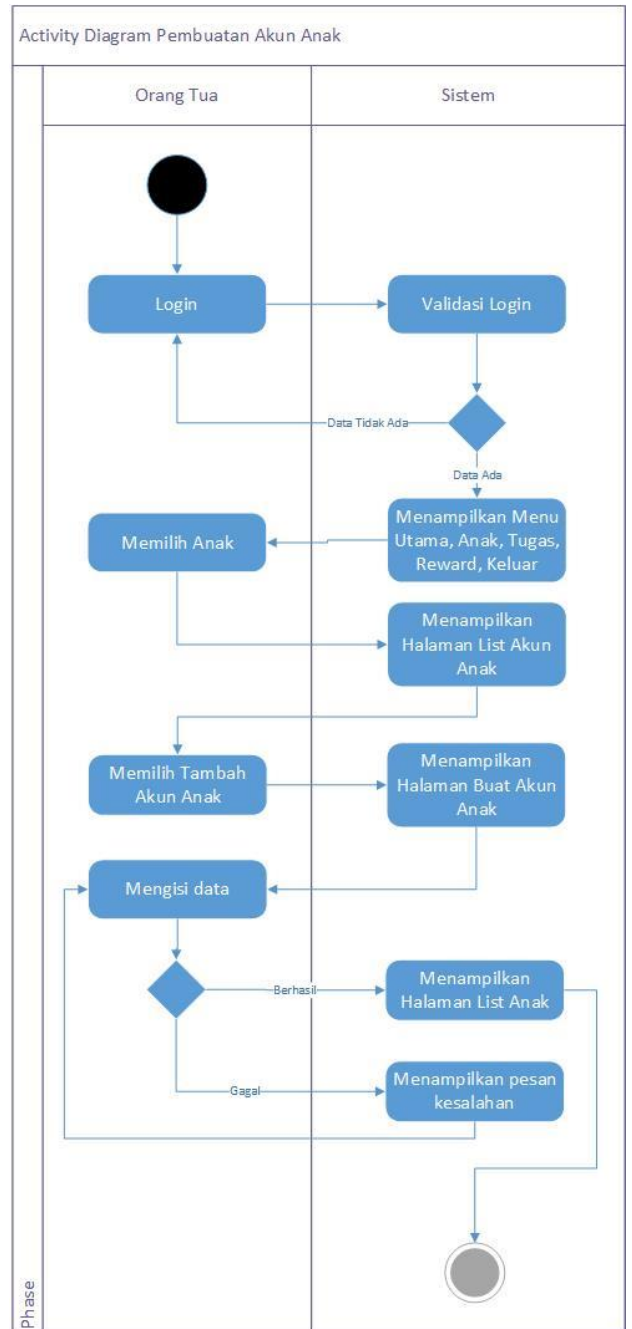 Activity Diagram Pembuatan Akun Anak
Orang Tua
Sistem
Login
Validasi Login
Data Tidak Ada
Data Ada
Memilih Anak
Menampilkan Menu
Utama, Anak, Tugas,
Reward, Keluar
Menampilkan
Halaman List Akun
Anak
Memilih Tambah
Akun Anak
Menampilkan
Halaman Buat Akun
Anak
Mengisi data
Berhasil
Menampilkan
Halaman List Anak
Gagal
Menampilkan pesan
kesalahan
Phase